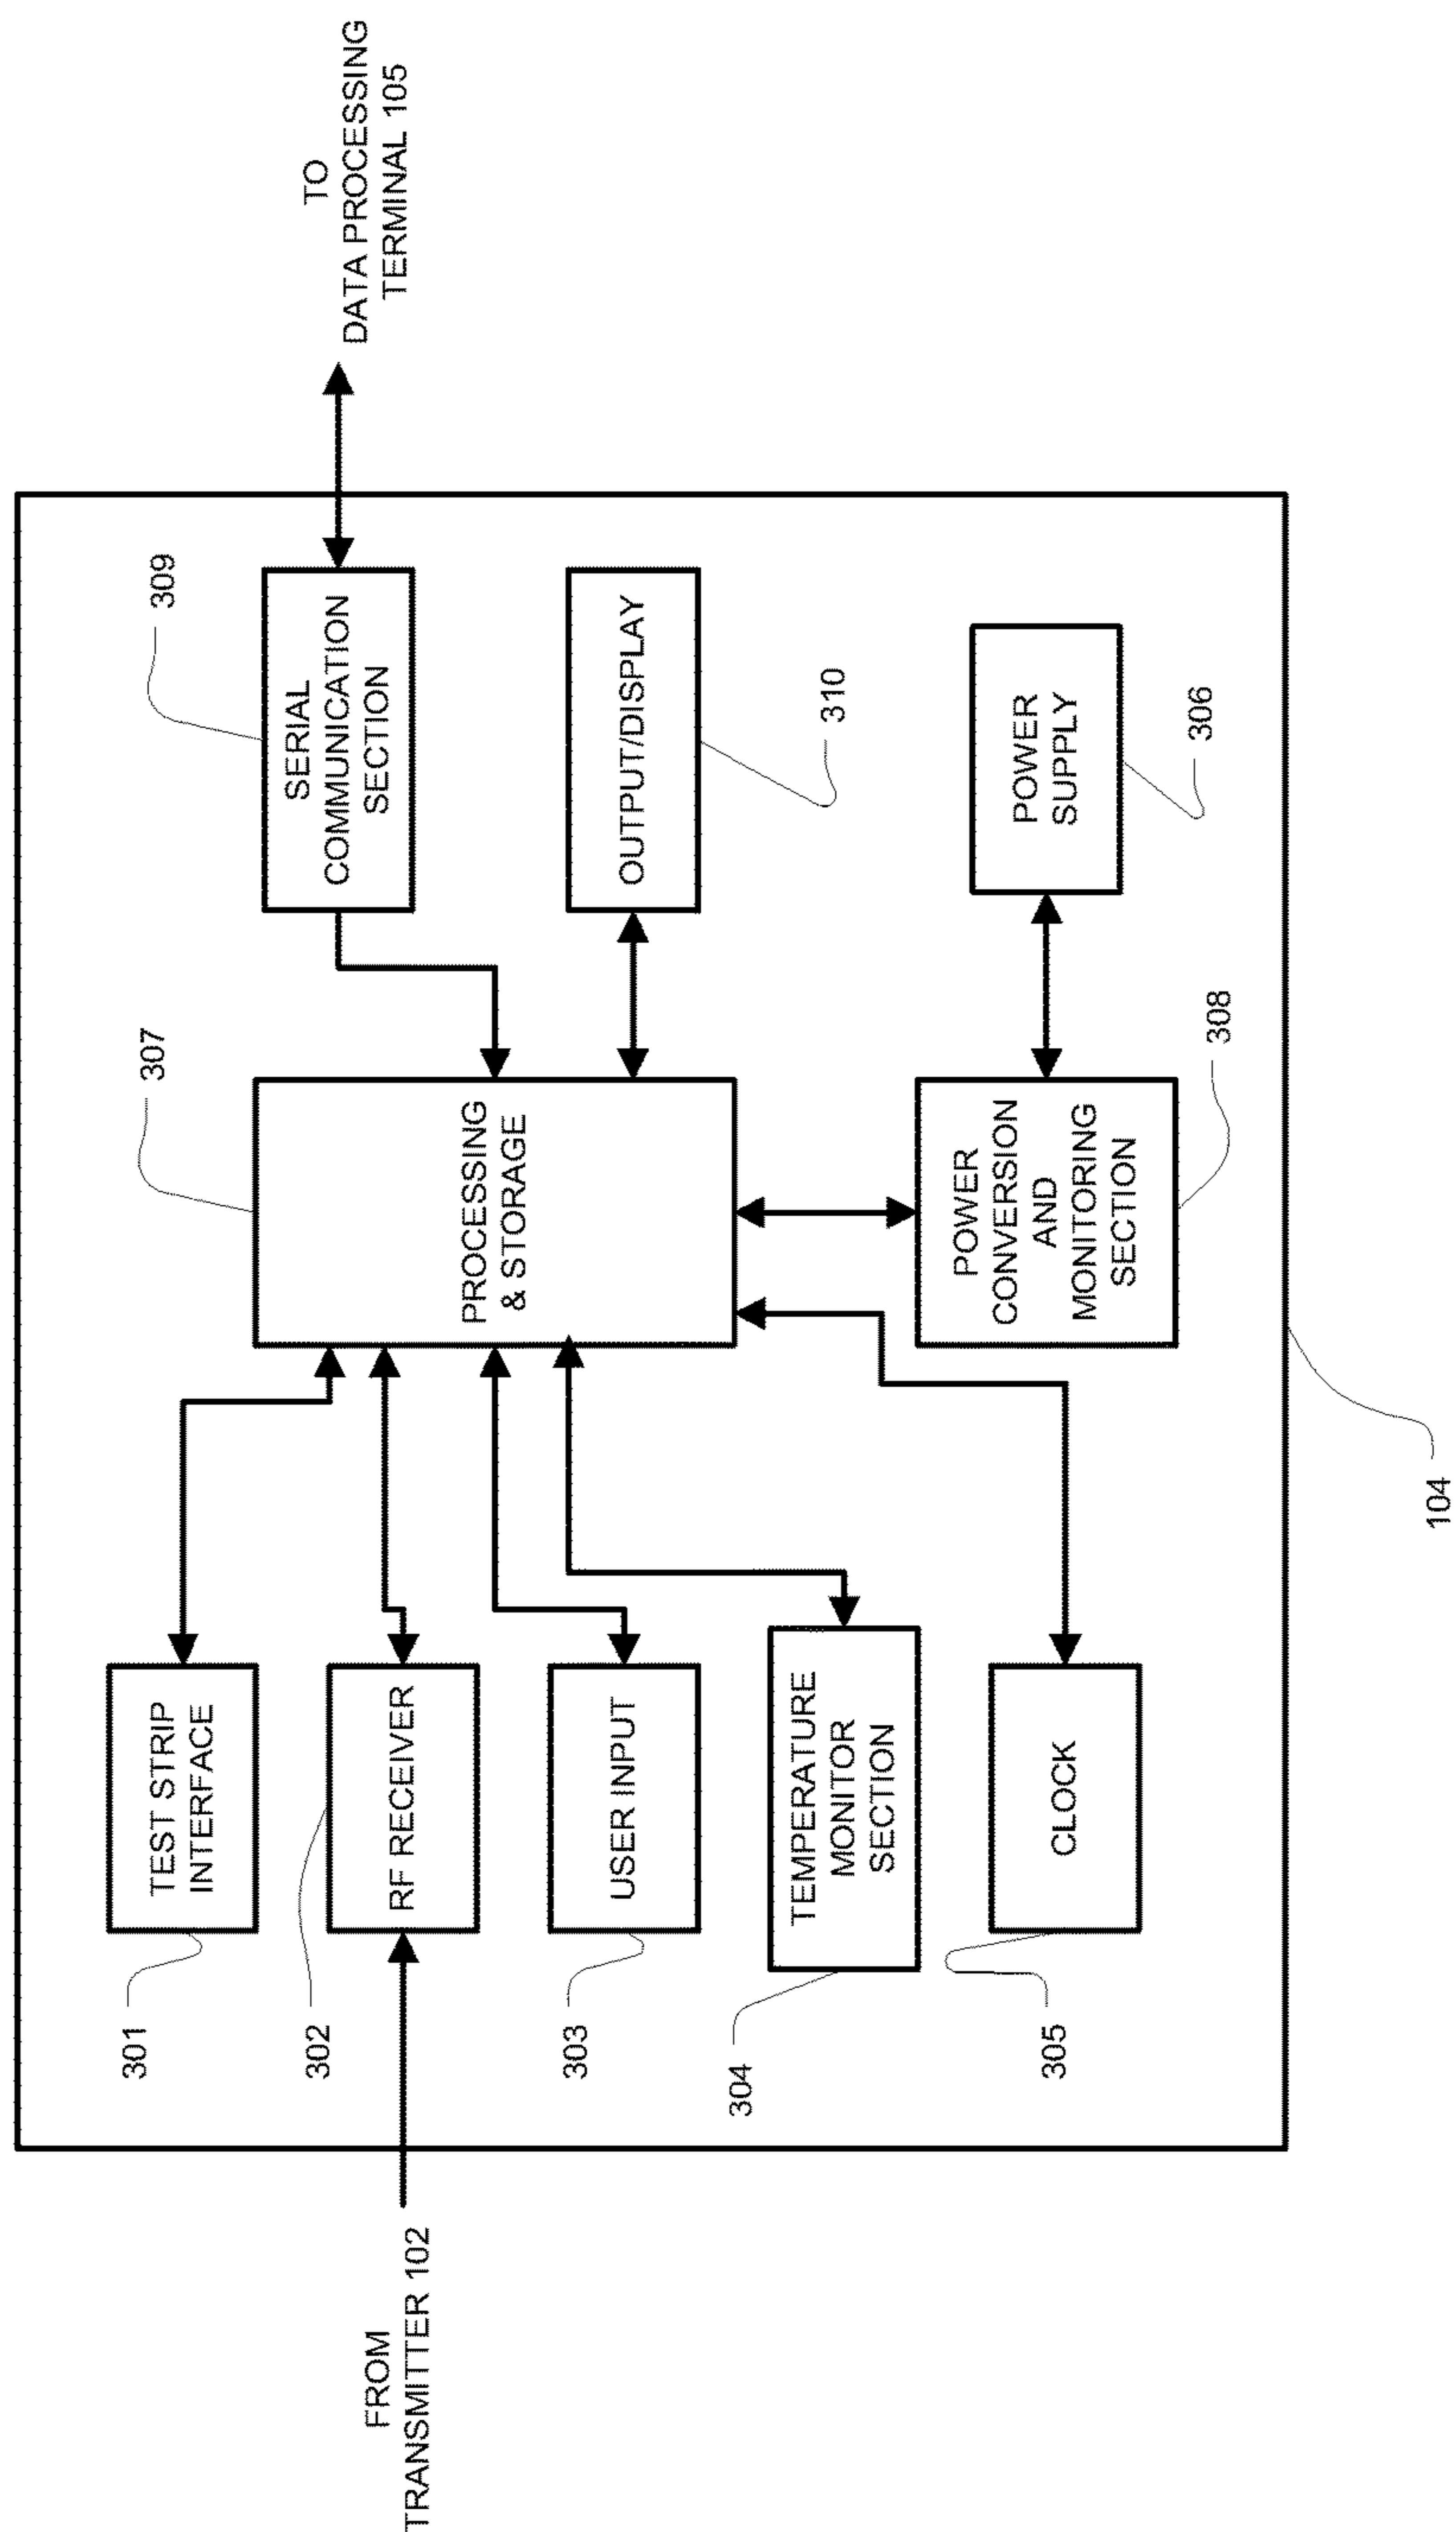 FROM
TRANSMITTER 102
301
TEST STRIP
INTERFACE
302
RF RECEIVER
303
USER INPUT
304
TEMPERATURE
MONITOR
SECTION
305
CLOCK
307
PROCESSING
& STORAGE
POWER
CONVERSION
AND
MONITORING
SECTION
308
309
SERIAL
COMMUNICATION
SECTION
OUTPUT/DISPLAY
310
POWER
SUPPLY
306
TO
DATA PROCESSING
TERMINAL 105
104